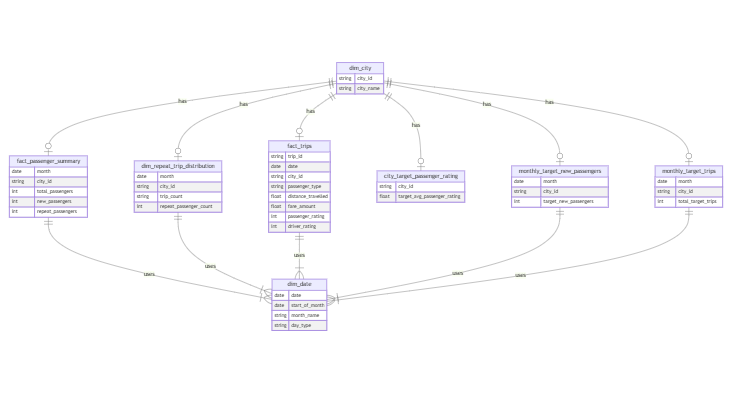 dim_city
string city_id
string city_name
has
has
has
has
has
has
fact_passenger_summary
date month
string city_id
int total_passengers
int new_passengers
int repeat_passengers
dim_repeat_trip_distribution
date month
string city_id
string trip_count
int repeat_passenger_count
fact_trips
string trip_id
date date
string city_id
string passenger_type
float distance_travelled
float fare_amount
int passenger_rating
int driver_rating
city_target_passenger_rating
string city_id
float target_avg_passenger_rating
monthly_target_new_passengers
date month
string city_id
int target_new_passengers
monthly_target_trips
date month
string city_id
int total_target_trips
uses
uses
uses
uses
uses
dim_date
date date
date start_of_month
string month_name
string day_type